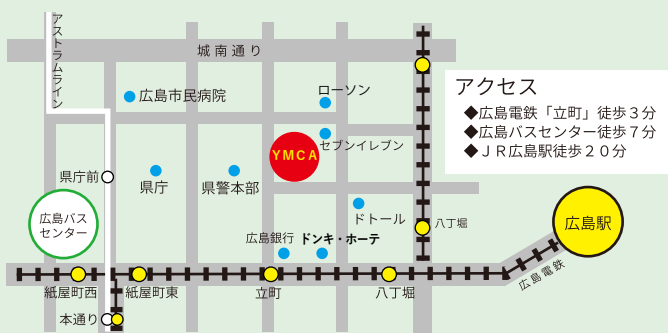 アストラムライン
城南通り
広島市民病院
ローソン
アクセス
◆広島電鉄「立町」徒歩３分
◆広島バスセンター徒歩７分
◆ＪＲ広島駅徒歩２０分
セブンイレブン
YMCA
県庁前
県庁
県警本部
広島バス
センター
ドトール
八丁堀
広島駅
広島銀行
ドンキ・ホーテ
広島電鉄
紙屋町西
紙屋町東
立町
八丁堀
本通り